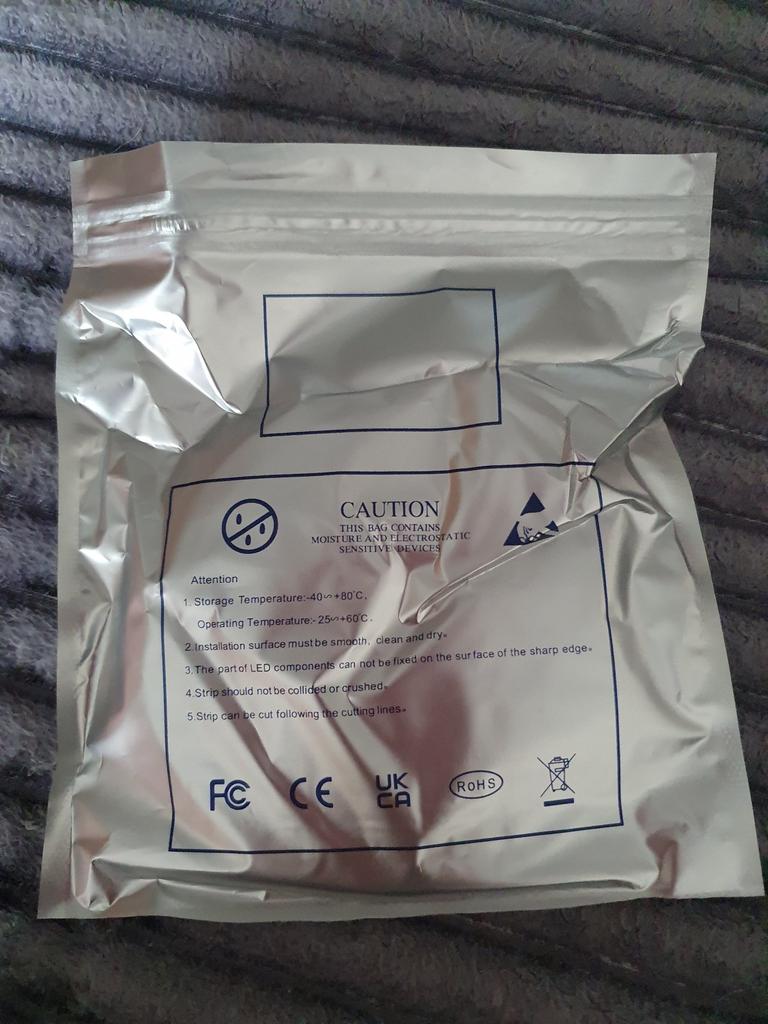 CAUTION
THIS BAG CONTAINS
MOISTURE AND ELECTROSTATIC
SENSITIVE DEVICES
Attention
1. Storage Temperature:-40∽+80°C.
Operating Temperature:-25∽+60°C.
2.Installation surface must be smooth, clean and dry.
3.The part of LED components can not be fixed on the surface of the sharp edge.
4.Strip should not be collided or crushed.
5.Strip can be cut following the cutting lines.
FC CE UK CA RoHS